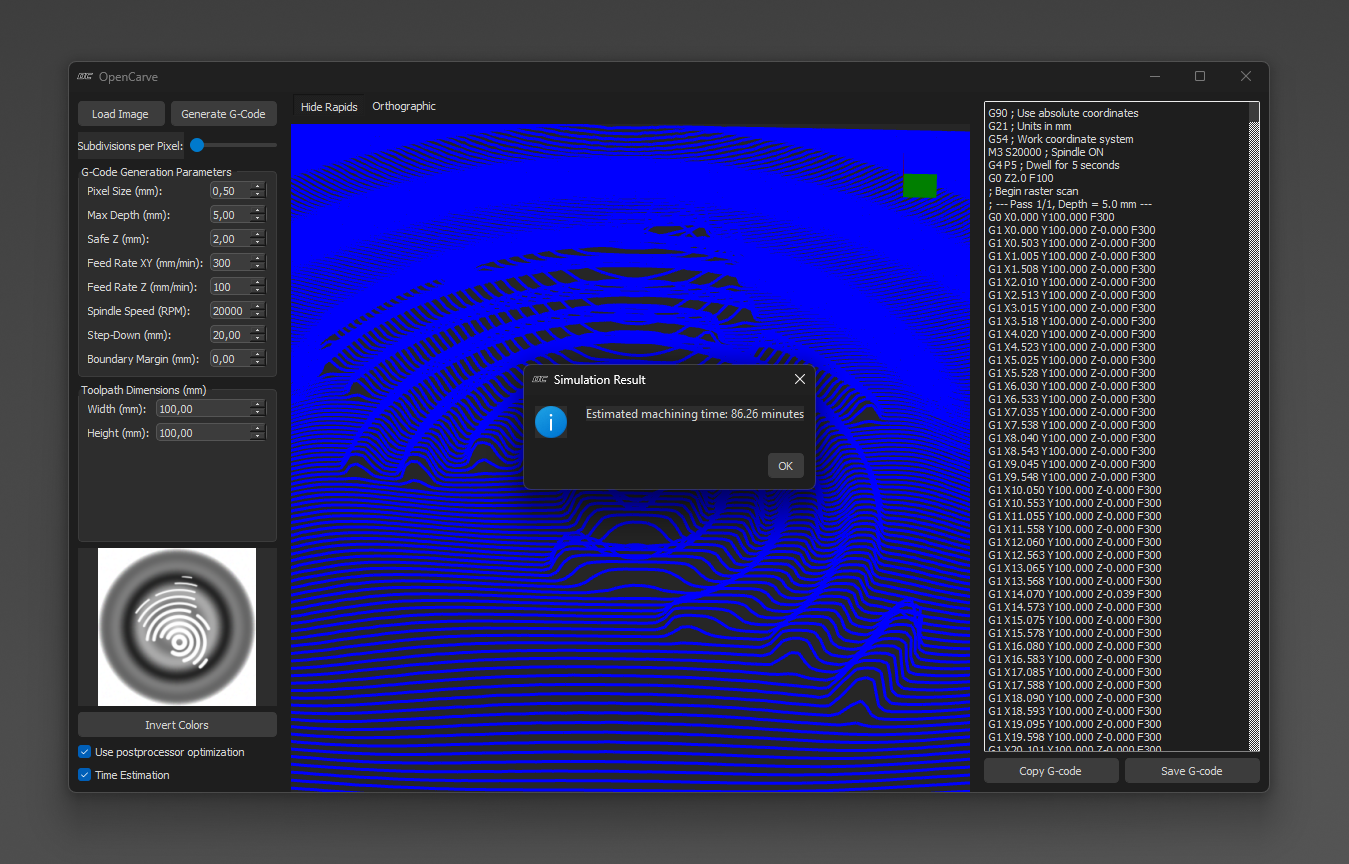 OpenCarve
Load Image
Generate G-Code
Subdivisions per Pixel:
G-Code Generation Parameters
Pixel Size (mm): 0,50
Max Depth (mm): 5,00
Safe Z (mm): 2,00
Feed Rate XY (mm/min): 300
Feed Rate Z (mm/min): 100
Spindle Speed (RPM): 20000
Step-Down (mm): 20,00
Boundary Margin (mm): 0,00
Toolpath Dimensions (mm)
Width (mm): 100,00
Height (mm): 100,00
Invert Colors
Use postprocessor optimization
Time Estimation
Hide Rapids
Orthographic
Simulation Result
Estimated machining time: 86.26 minutes
OK
G90 ; Use absolute coordinates
G21 ; Units in mm
G54 ; Work coordinate system
M3 S20000 ; Spindle ON
G4 P5 ; Dwell for 5 seconds
G0 Z2.0 F100
; Begin raster scan
; --- Pass 1/1, Depth = 5.0 mm ---
G0 X0.000 Y100.000 F300
G1 X0.000 Y100.000 Z-0.000 F300
G1 X0.503 Y100.000 Z-0.000 F300
G1 X1.005 Y100.000 Z-0.000 F300
G1 X1.508 Y100.000 Z-0.000 F300
G1 X2.010 Y100.000 Z-0.000 F300
G1 X2.513 Y100.000 Z-0.000 F300
G1 X3.015 Y100.000 Z-0.000 F300
G1 X3.518 Y100.000 Z-0.000 F300
G1 X4.020 Y100.000 Z-0.000 F300
G1 X4.523 Y100.000 Z-0.000 F300
G1 X5.025 Y100.000 Z-0.000 F300
G1 X5.528 Y100.000 Z-0.000 F300
G1 X6.030 Y100.000 Z-0.000 F300
G1 X6.533 Y100.000 Z-0.000 F300
G1 X7.035 Y100.000 Z-0.000 F300
G1 X7.538 Y100.000 Z-0.000 F300
G1 X8.040 Y100.000 Z-0.000 F300
G1 X8.543 Y100.000 Z-0.000 F300
G1 X9.045 Y100.000 Z-0.000 F300
G1 X9.548 Y100.000 Z-0.000 F300
G1 X10.050 Y100.000 Z-0.000 F300
G1 X10.553 Y100.000 Z-0.000 F300
G1 X11.055 Y100.000 Z-0.000 F300
G1 X11.558 Y100.000 Z-0.000 F300
G1 X12.060 Y100.000 Z-0.000 F300
G1 X12.563 Y100.000 Z-0.000 F300
G1 X13.065 Y100.000 Z-0.000 F300
G1 X13.568 Y100.000 Z-0.000 F300
G1 X14.070 Y100.000 Z-0.039 F300
G1 X14.573 Y100.000 Z-0.000 F300
G1 X15.075 Y100.000 Z-0.000 F300
G1 X15.578 Y100.000 Z-0.000 F300
G1 X16.080 Y100.000 Z-0.000 F300
G1 X16.583 Y100.000 Z-0.000 F300
G1 X17.085 Y100.000 Z-0.000 F300
G1 X17.588 Y100.000 Z-0.000 F300
G1 X18.090 Y100.000 Z-0.000 F300
G1 X18.593 Y100.000 Z-0.000 F300
G1 X19.095 Y100.000 Z-0.000 F300
G1 X19.598 Y100.000 Z-0.000 F300
G1 X20.101 Y100.000 Z-0.000 F300
Copy G-code
Save G-code